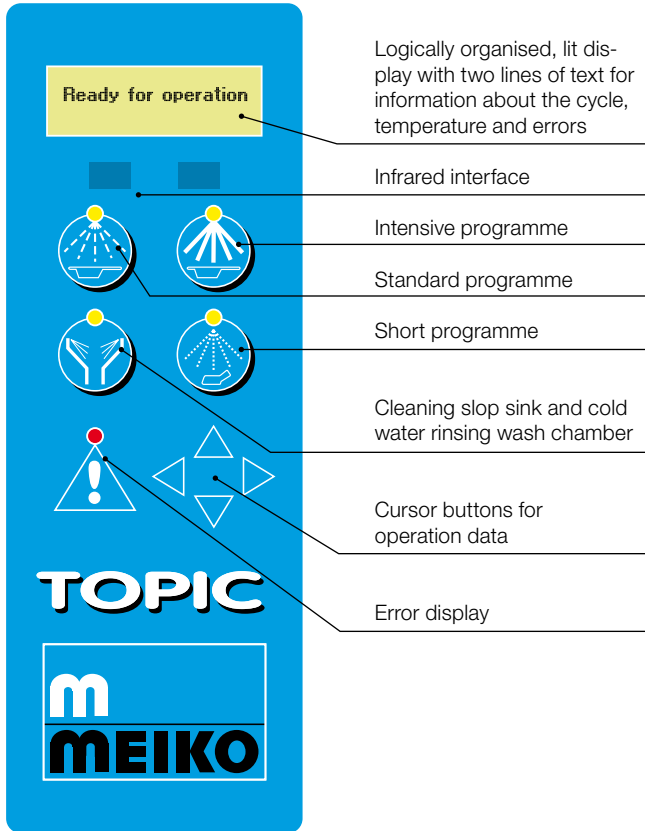 Ready for operation
Logically organised, lit dis-
play with two lines of text for
information about the cycle,
temperature and errors
Infrared interface
Intensive programme
Standard programme
Short programme
Cleaning slop sink and cold
water rinsing wash chamber
Cursor buttons for
operation data
Error display
TOPIC
m
MEIKO